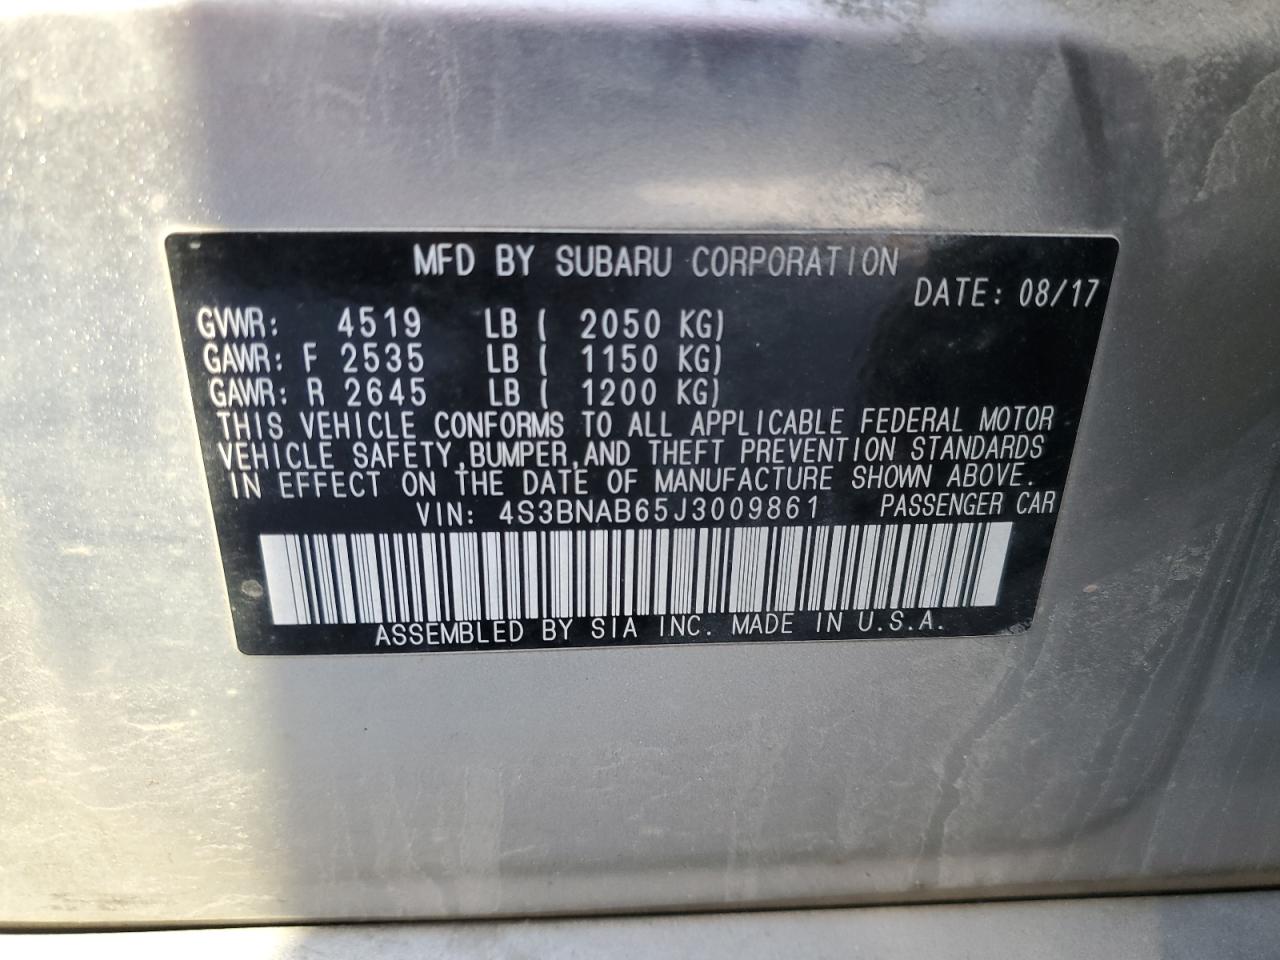 MFD BY SUBARU CORPORATION
DATE: 08/17
GVWR: 4519 LB ( 2050 KG)
GAWR: F 2535 LB ( 1150 KG)
GAWR: R 2645 LB ( 1200 KG)
THIS VEHICLE CONFORMS TO ALL APPLICABLE FEDERAL MOTOR
VEHICLE SAFETY,BUMPER,AND THEFT PREVENTION STANDARDS
IN EFFECT ON THE DATE OF MANUFACTURE SHOWN ABOVE.
VIN: 4S3BNAB65J3009861 PASSENGER CAR
ASSEMBLED BY SIA INC. MADE IN U.S.A.